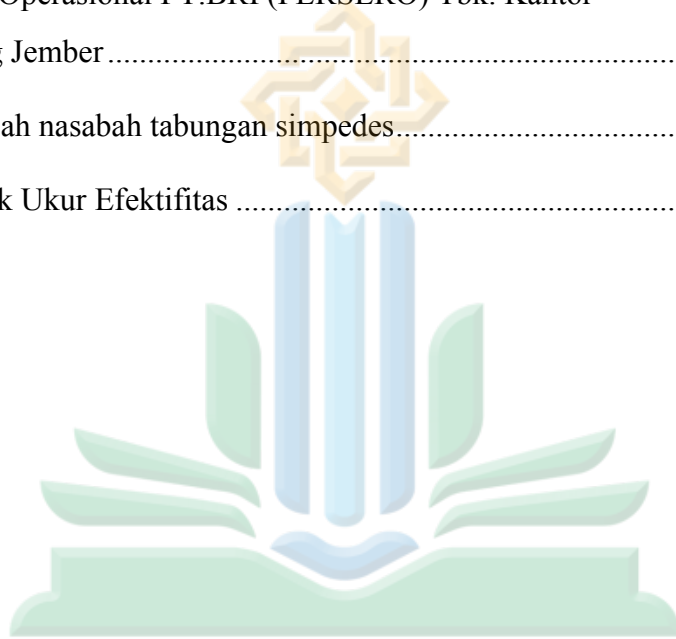 Operasional PT.BRI (PERSERO) Tbk. Kantor
g Jember ........................................................................
ah nasabah tabungan simpedes...................................
k Ukur Efektifitas .......................................................